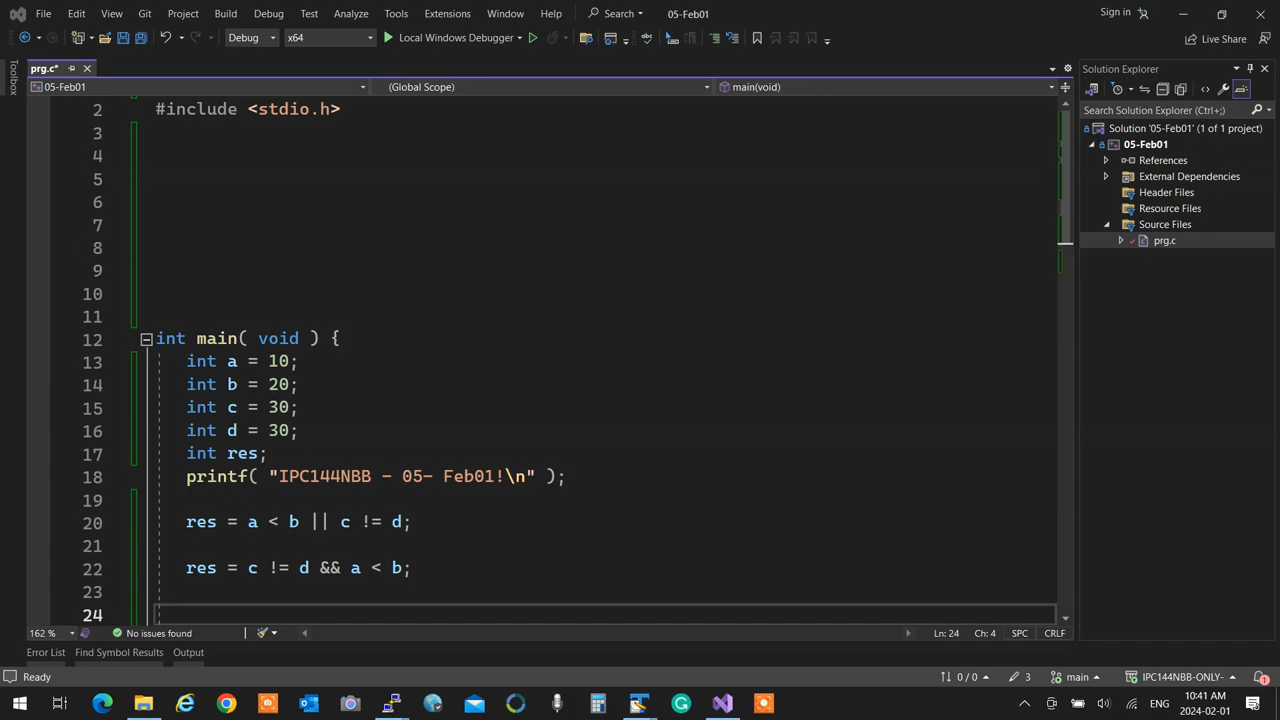 File Edit View Git Project Build Debug Test Analyze Tools Extensions Window Help Search 05-Feb01 Sign in
Debug x64 Local Windows Debugger Live Share
Toolbox
prg.c*
05-Feb01 (Global Scope) main(void)
2 #include <stdio.h>
3
4
5
6
7
8
9
10
11
12 int main( void ) {
13 int a = 10;
14 int b = 20;
15 int c = 30;
16 int d = 30;
17 int res;
18 printf( "IPC144NBB - 05- Feb01!\n" );
19
20 res = a < b || c != d;
21
22 res = c != d && a < b;
23
24
162 % No issues found Ln: 24 Ch: 4 SPC CRLF
Error List Find Symbol Results Output
Ready 0 / 0 3 main IPC144NBB-ONLY- 1
Solution Explorer
Search Solution Explorer (Ctrl+;)
Solution '05-Feb01' (1 of 1 project)
05-Feb01
References
External Dependencies
Header Files
Resource Files
Source Files
prg.c
ENG 10:41 AM
2024-02-01